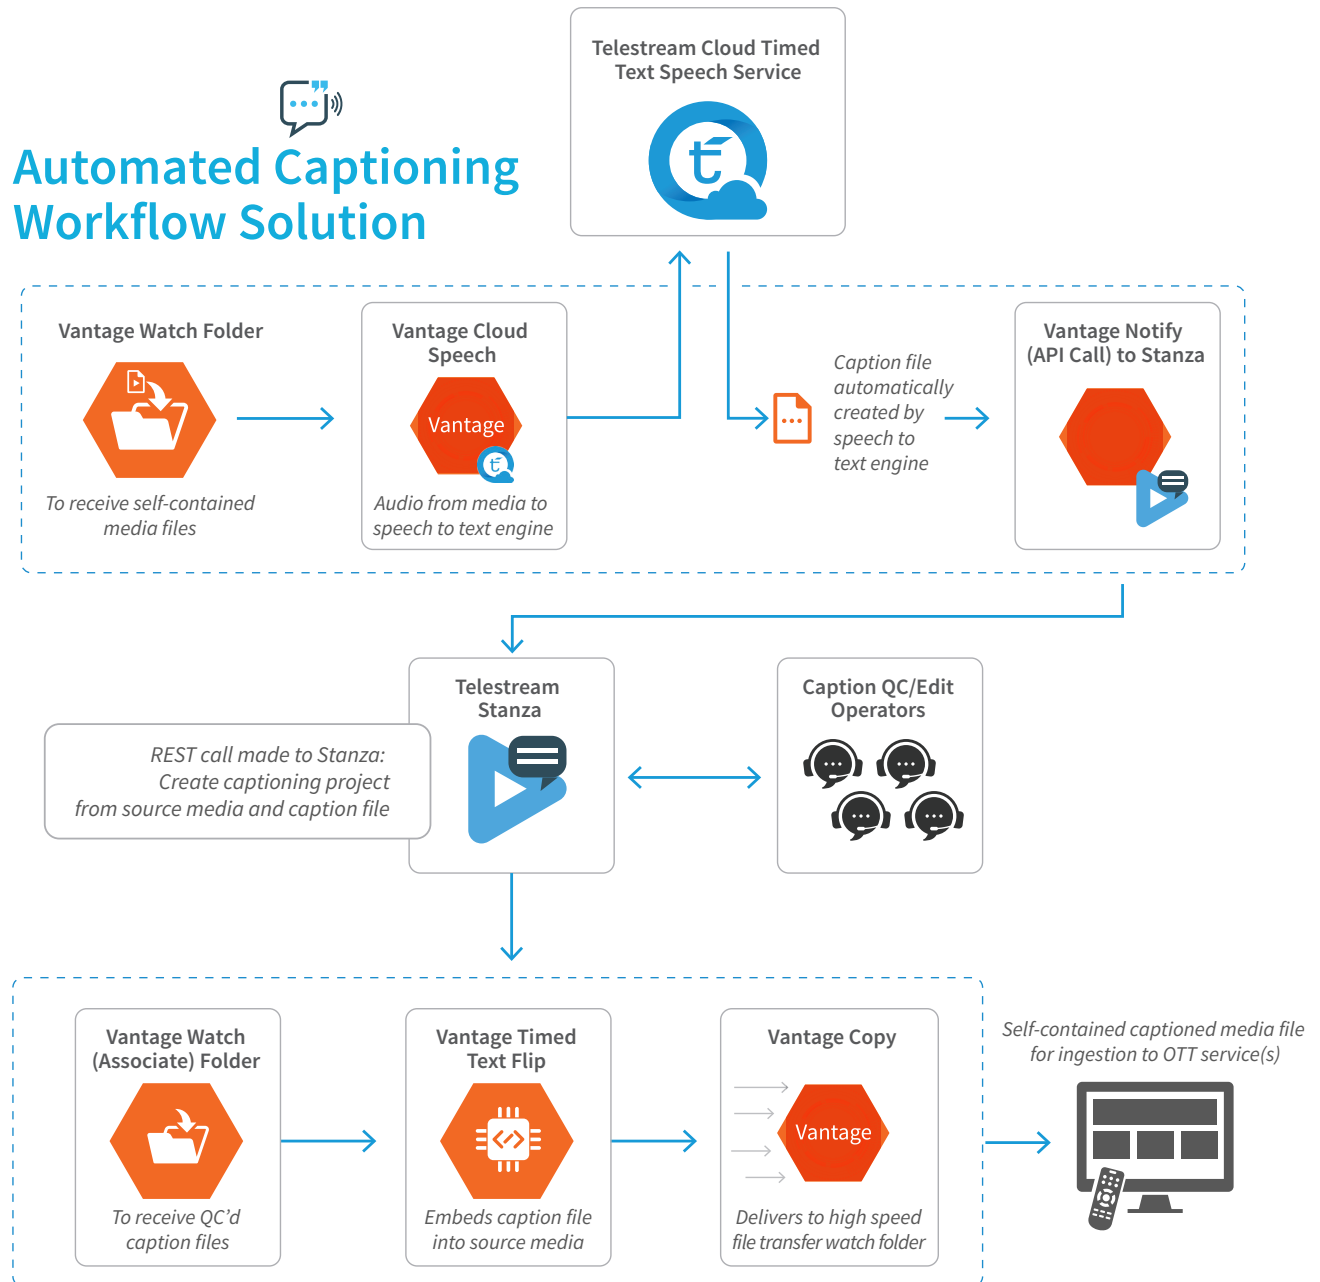 Telestream Cloud Timed
Text Speech Service
Automated Captioning
Workflow Solution
Vantage Watch Folder
To receive self-contained
media files
Vantage Cloud
Speech
Vantage
Audio from media to
speech to text engine
Caption file
automatically
created by
speech to
text engine
Vantage Notify
(API Call) to Stanza
Telestream
Stanza
REST call made to Stanza:
Create captioning project
from source media and caption file
Caption QC/Edit
Operators
Vantage Watch
(Associate) Folder
To receive QC’d
caption files
Vantage Timed
Text Flip
Embeds caption file
into source media
Vantage Copy
Vantage
Delivers to high speed
file transfer watch folder
Self-contained captioned media file
for ingestion to OTT service(s)